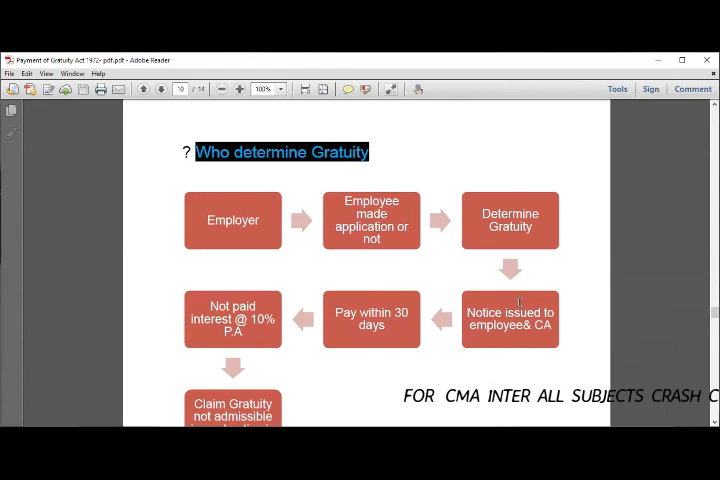 Payment of Gratuity Act 1972- pdf.pdf - Adobe Reader
File Edit View Window Help
10 / 14
100%
Tools Sign Comment
? Who determine Gratuity
Employer
Employee
made
application or
not
Determine
Gratuity
Notice issued to
employee& CA
Pay within 30
days
Not paid
interest @ 10%
P.A
Claim Gratuity
not admissible
FOR CMA INTER ALL SUBJECTS CRASH C